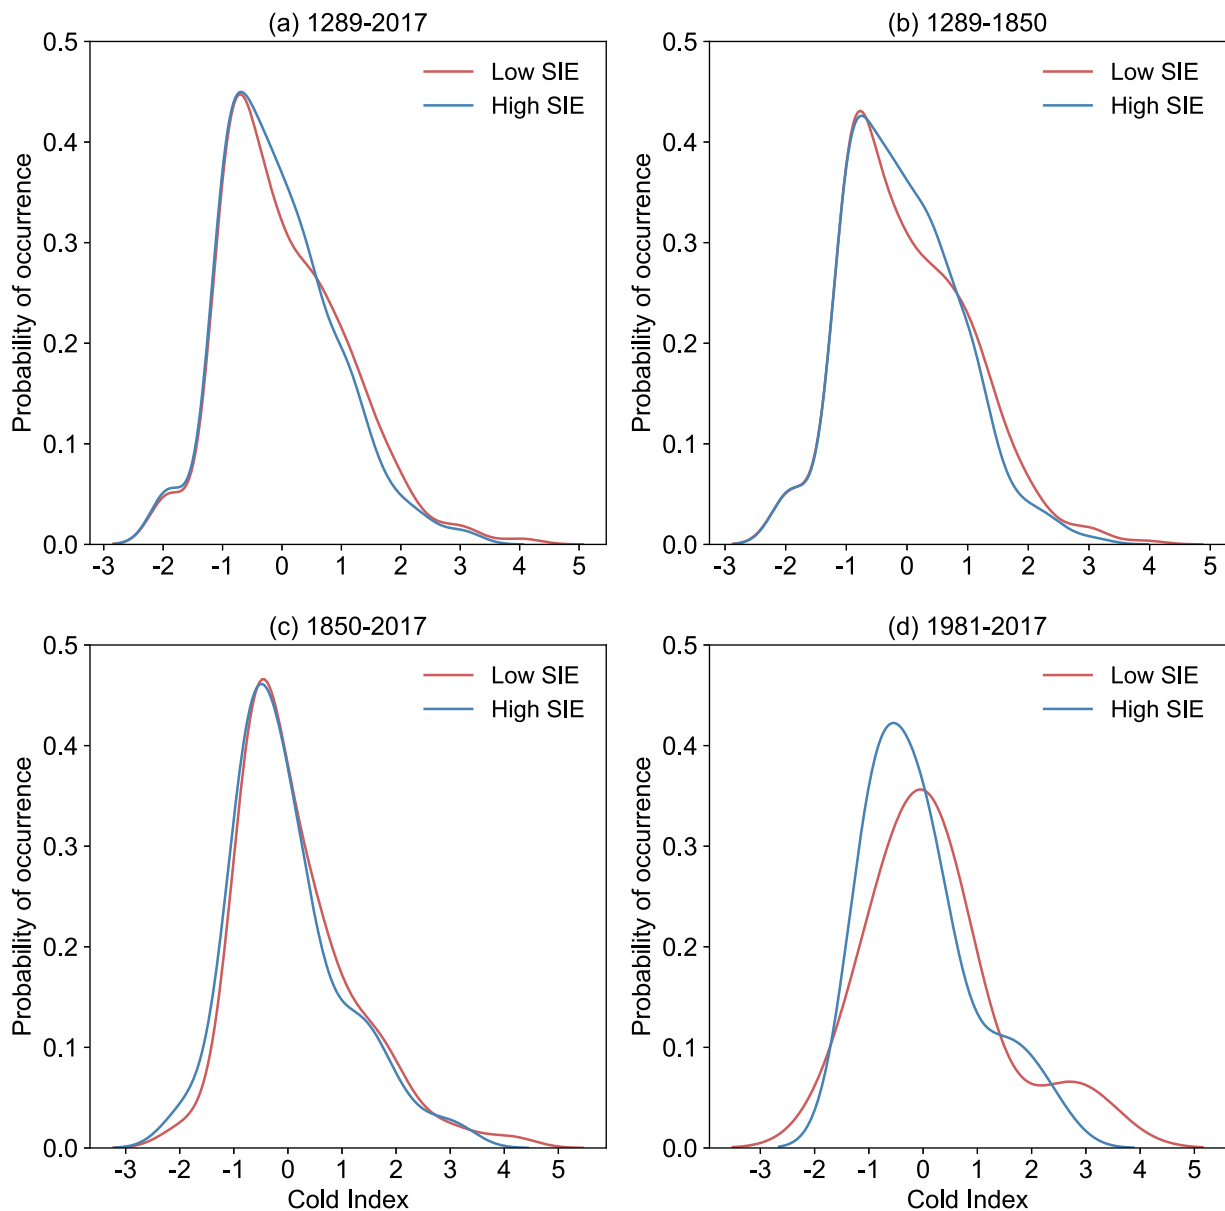 (a) 1289-2017
0.5
0.4
0.3
0.2
0.1
0.0
Probability of occurrence
Low SIE
High SIE
-3 -2 -1 0 1 2 3 4 5
(b) 1289-1850
0.5
0.4
0.3
0.2
0.1
0.0
Probability of occurrence
Low SIE
High SIE
-3 -2 -1 0 1 2 3 4 5
(c) 1850-2017
0.5
0.4
0.3
0.2
0.1
0.0
Probability of occurrence
Low SIE
High SIE
-3 -2 -1 0 1 2 3 4 5
Cold Index
(d) 1981-2017
0.5
0.4
0.3
0.2
0.1
0.0
Probability of occurrence
Low SIE
High SIE
-3 -2 -1 0 1 2 3 4 5
Cold Index